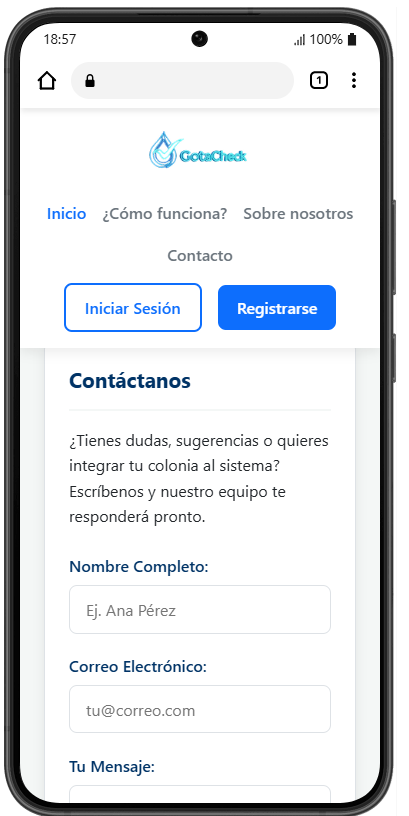 18:57
100%
1
GotaCheck
Inicio ¿Cómo funciona? Sobre nosotros
Contacto
Iniciar Sesión Registrarse
Contáctanos
¿Tienes dudas, sugerencias o quieres
integrar tu colonia al sistema?
Escríbenos y nuestro equipo te
responderá pronto.
Nombre Completo:
Ej. Ana Pérez
Correo Electrónico:
tu@correo.com
Tu Mensaje: